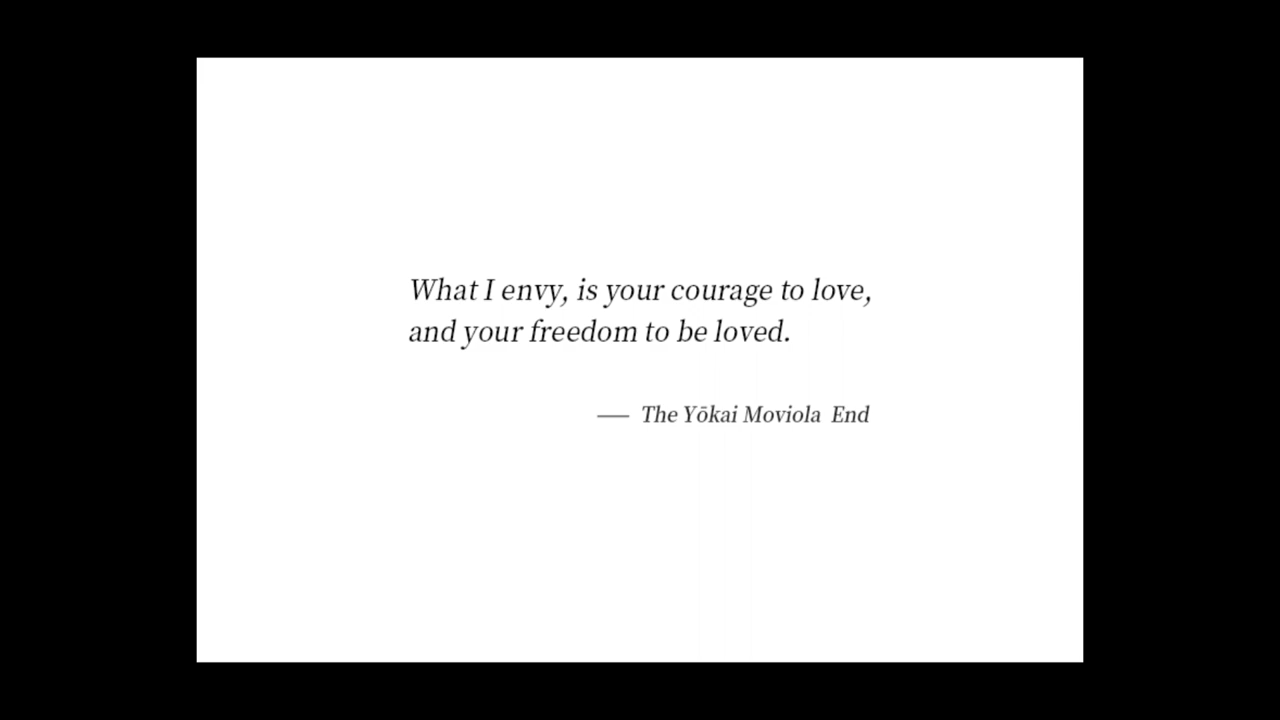 What I envy, is your courage to love,
and your freedom to be loved.
— The Yōkai Moviola End